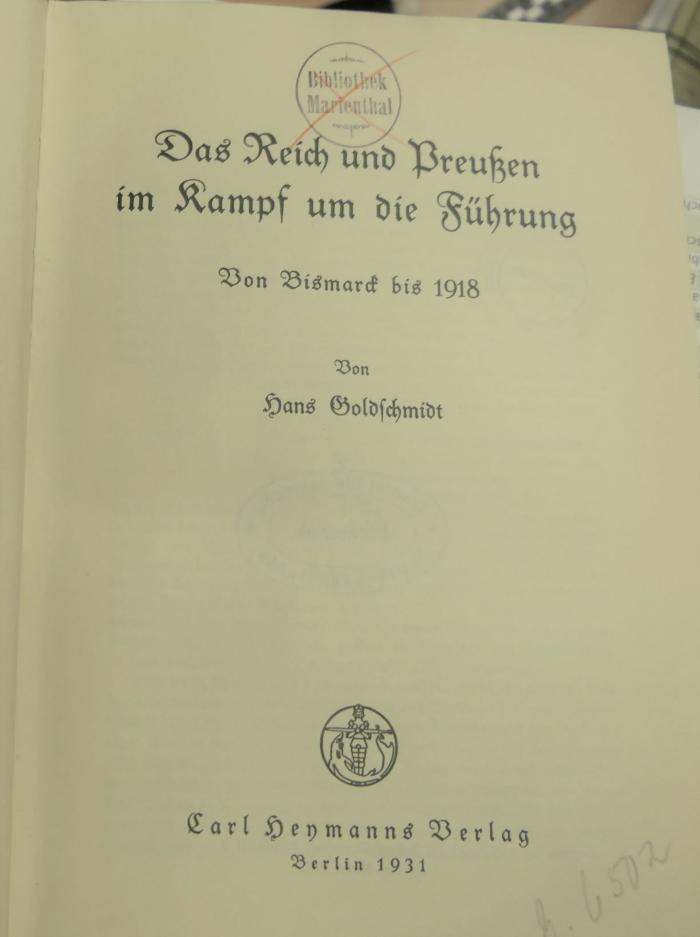 Bibliothek
Marienthal
Das Reich und Preußen
im Kampf um die Führung
Von Bismarck bis 1918
Von
Hans Goldschmidt
Carl Heymanns Verlag
Berlin 1931
6502